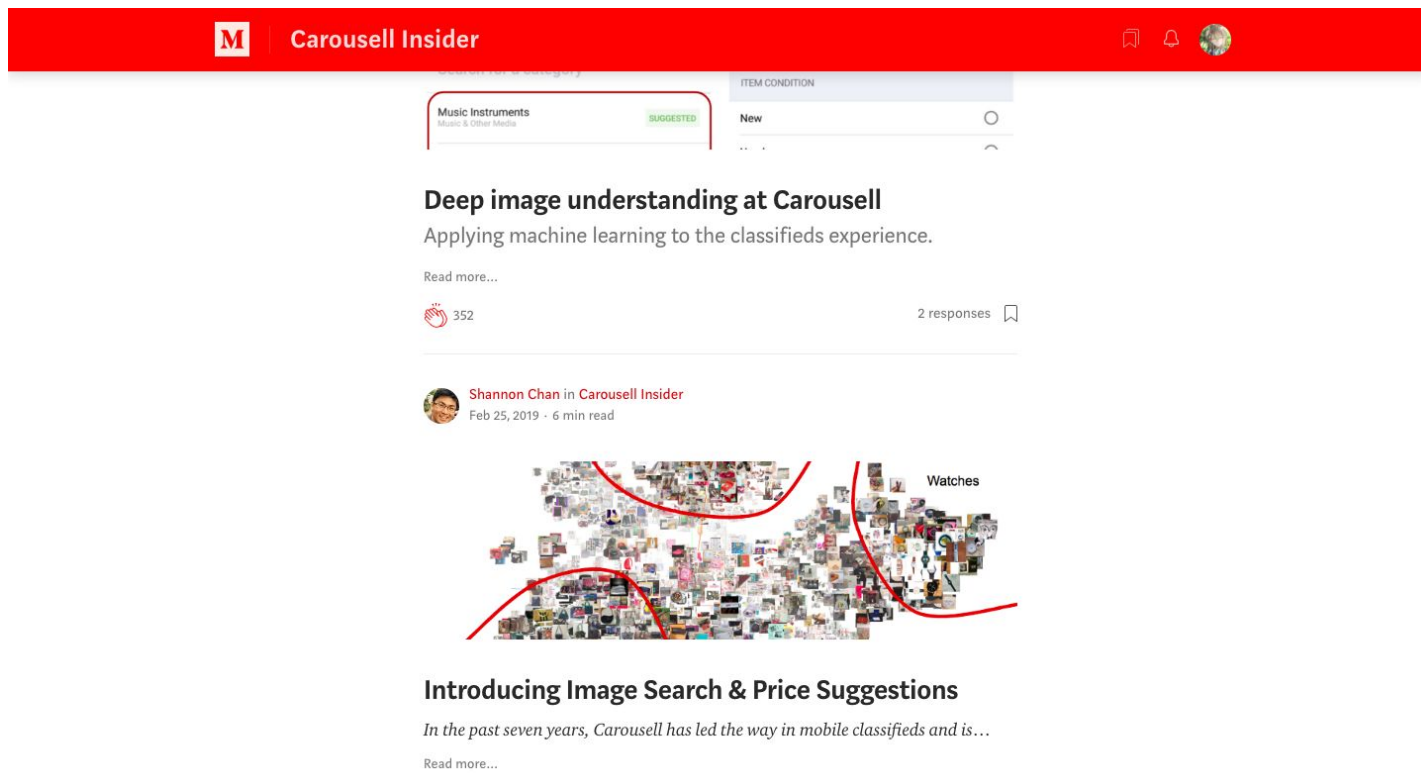 M
Carousell Insider
Search for a category
ITEM CONDITION
Music Instruments
Music & Other Media
SUGGESTED
New
Deep image understanding at Carousell
Applying machine learning to the classifieds experience.
Read more...
352
2 responses
Shannon Chan in Carousell Insider
Feb 25, 2019 · 6 min read
Watches
Introducing Image Search & Price Suggestions
In the past seven years, Carousell has led the way in mobile classifieds and is…
Read more...